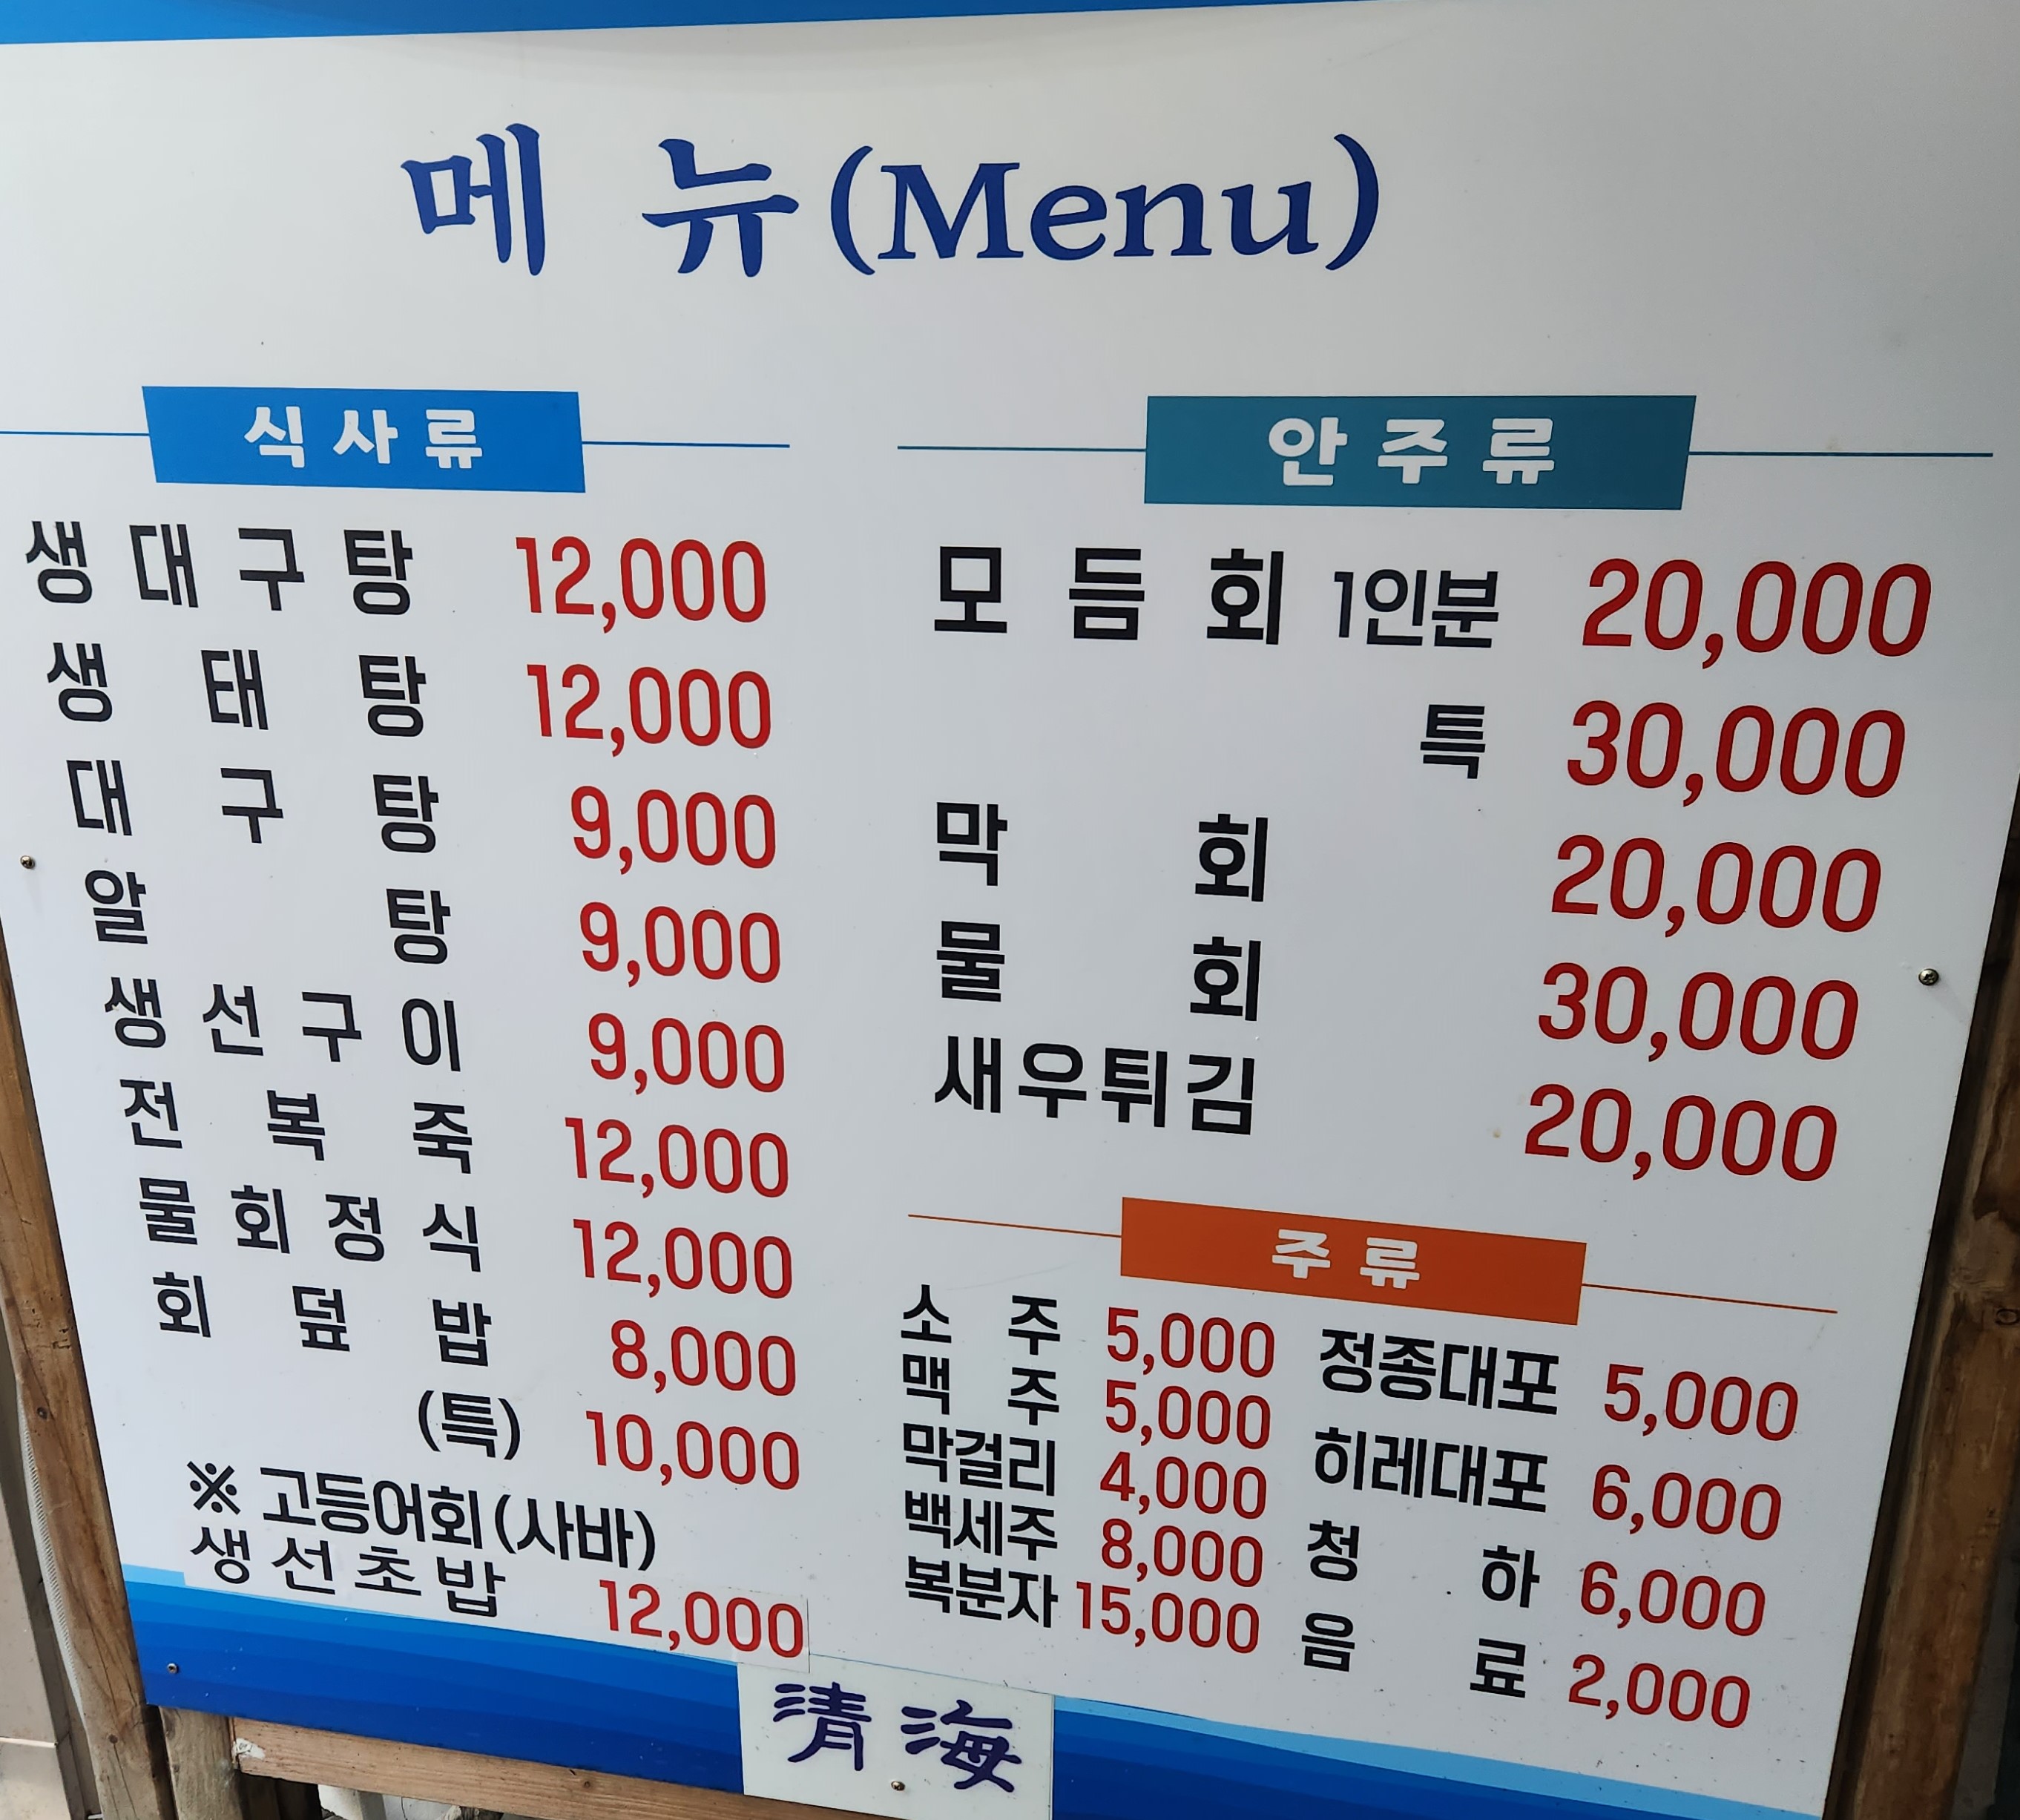 메뉴(Menu)
식사류
생대구탕 12,000
생태탕 12,000
대구탕 9,000
알탕 9,000
생선구이 9,000
전복죽 12,000
물회정식 12,000
회덮밥 8,000
(특) 10,000
※ 고등어회(사바)
생선초밥 12,000
안주류
모듬회 1인분 20,000
특 30,000
막회 20,000
물회 30,000
새우튀김 20,000
주류
소주 5,000 정종대포 5,000
맥주 5,000 히레대포 6,000
막걸리 4,000 청하 6,000
백세주 8,000 음료 2,000
복분자 15,000
清海